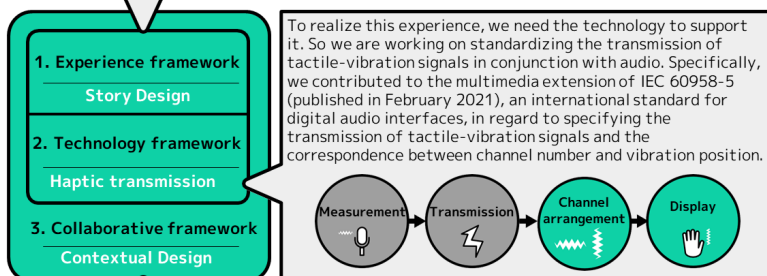 1. Experience framework
Story Design
2. Technology framework
Haptic transmission
3. Collaborative framework
Contextual Design
To realize this experience, we need the technology to support
it. So we are working on standardizing the transmission of
tactile-vibration signals in conjunction with audio. Specifically,
we contributed to the multimedia extension of IEC 60958-5
(published in February 2021), an international standard for
digital audio interfaces, in regard to specifying the
transmission of tactile-vibration signals and the
correspondence between channel number and vibration position.
Measurement
Transmission
Channel
arrangement
Display